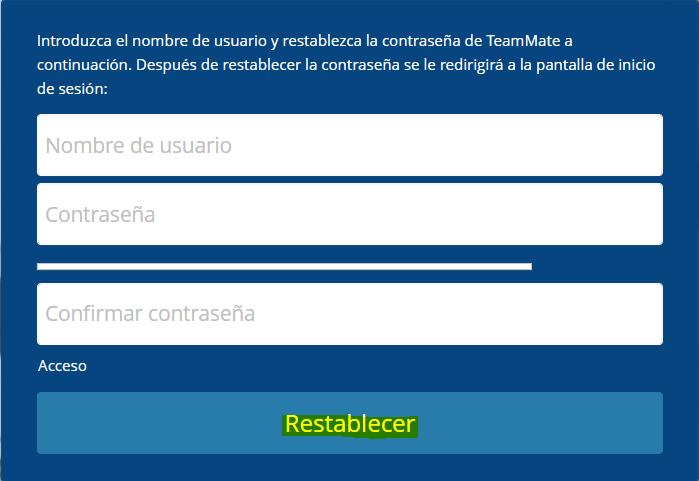 Introduzca el nombre de usuario y restablezca la contraseña de TeamMate a
continuación. Después de restablecer la contraseña se le redirigirá a la pantalla de inicio
de sesión:
Nombre de usuario
Contraseña
Confirmar contraseña
Acceso
Restablecer